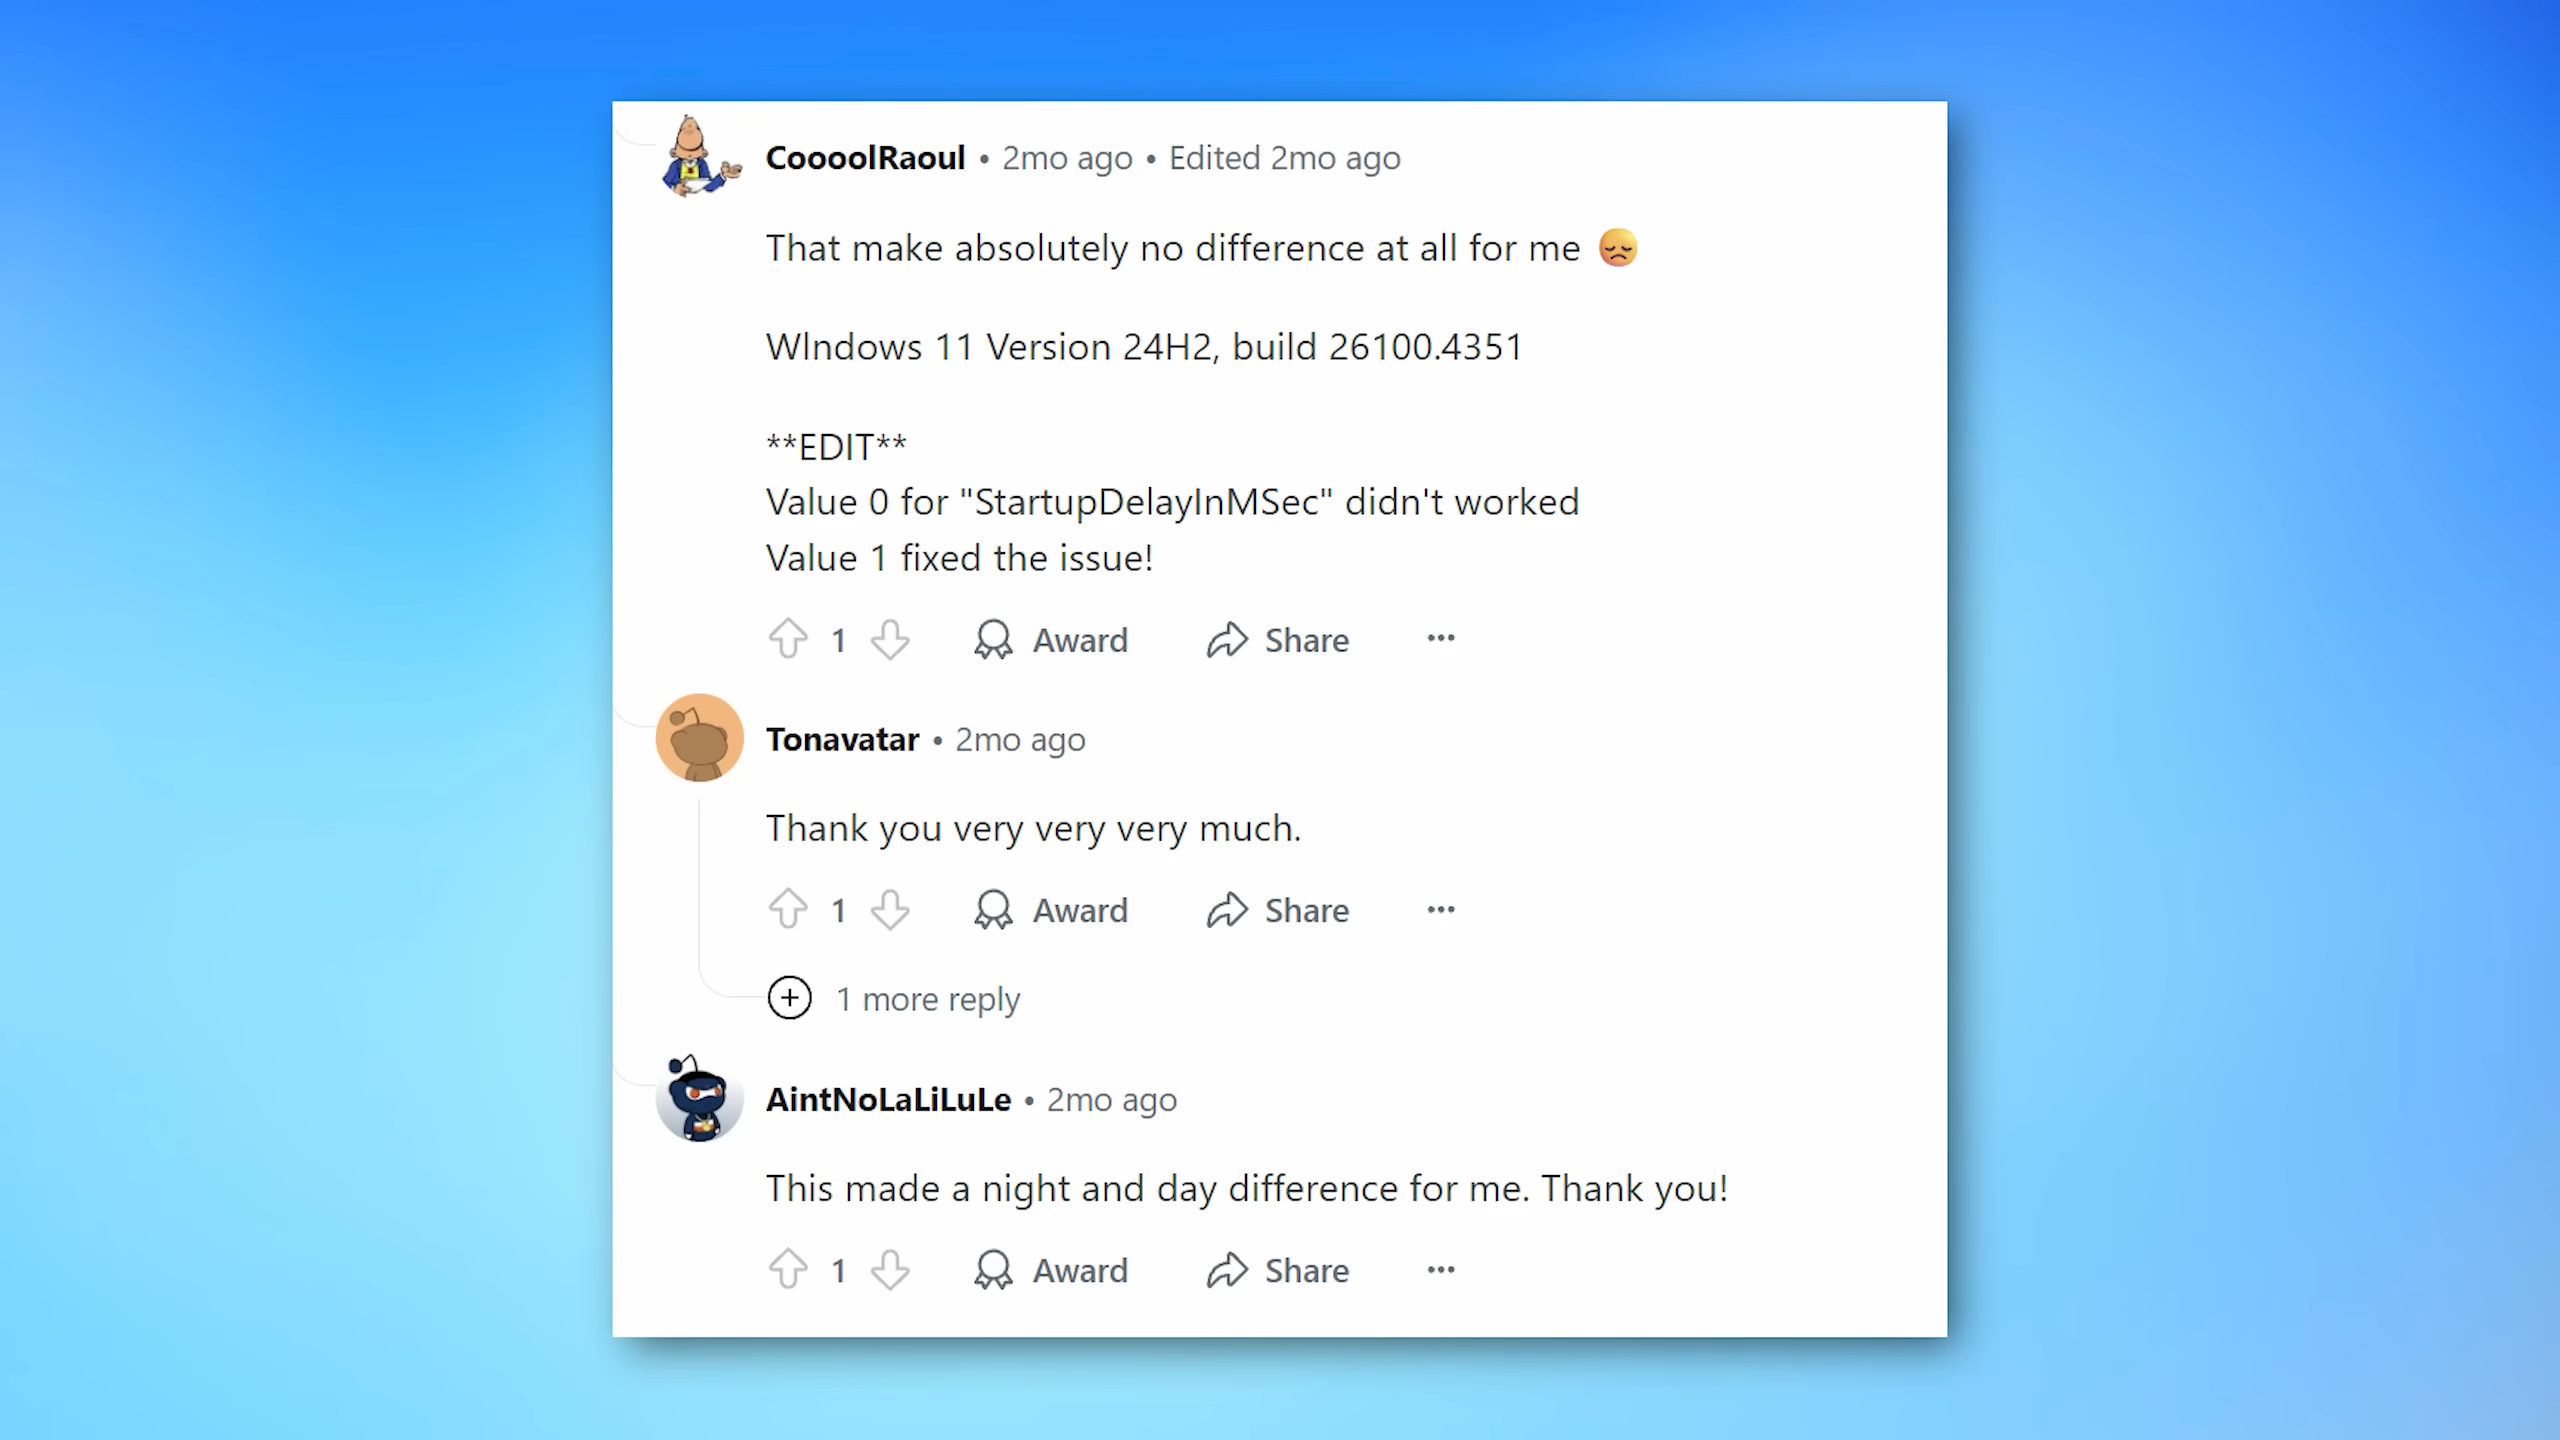 CoooolRaoul • 2mo ago • Edited 2mo ago
That make absolutely no difference at all for me 😞
WIndows 11 Version 24H2, build 26100.4351
**EDIT**
Value 0 for "StartupDelayInMSec" didn't worked
Value 1 fixed the issue!
1 Award Share ...
Tonavatar • 2mo ago
Thank you very very very much.
1 Award Share ...
1 more reply
AintNoLaLiLuLe • 2mo ago
This made a night and day difference for me. Thank you!
1 Award Share ...